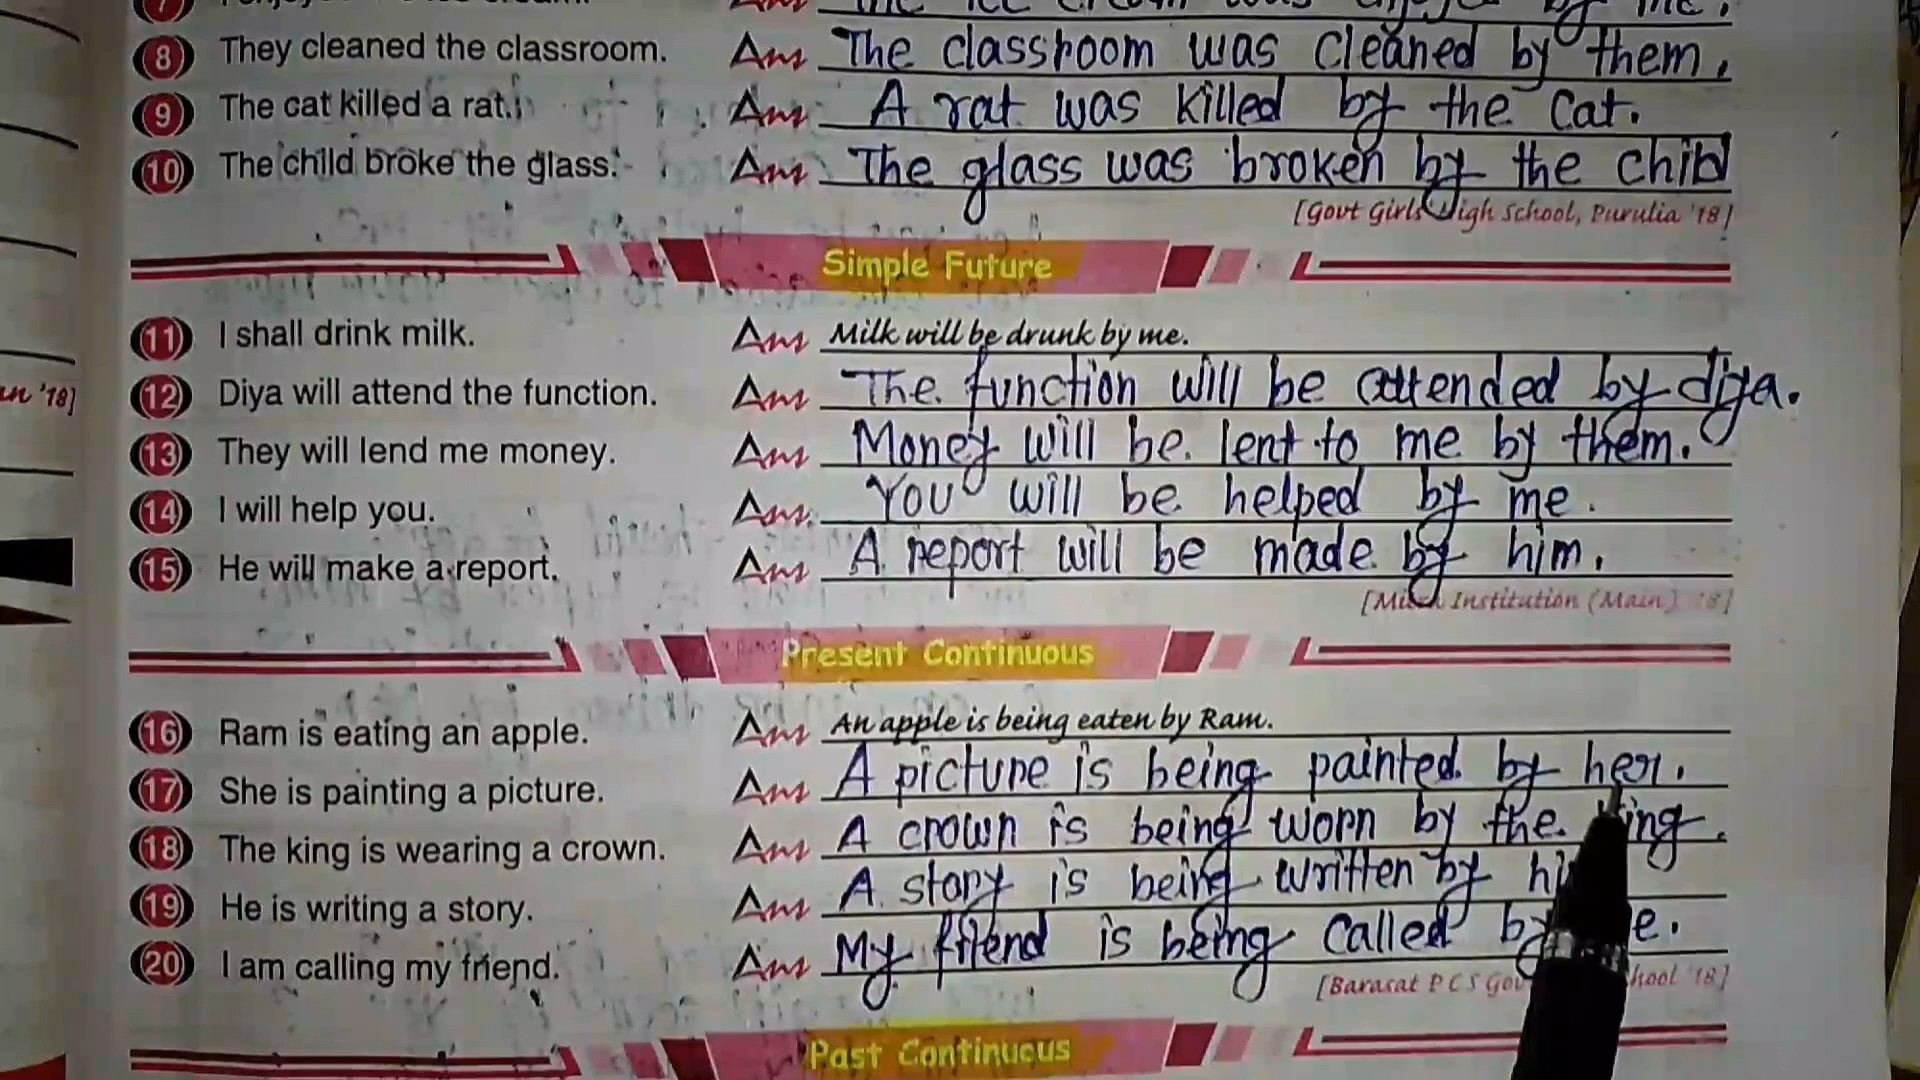 8 They cleaned the classroom. Ans The classroom was cleaned by them.
9 The cat killed a rat. Ans A rat was killed by the cat.
10 The child broke the glass. Ans The glass was broken by the child
[Govt Girls' High School, Purulia '18]
Simple Future
11 I shall drink milk. Ans Milk will be drunk by me.
12 Diya will attend the function. Ans The function will be attended by diya.
13 They will lend me money. Ans Money will be lent to me by them.
14 I will help you. Ans You will be helped by me.
15 He will make a report. Ans A report will be made by him.
un '18]
[Institution (Main) '18]
Present Continuous
16 Ram is eating an apple. Ans An apple is being eaten by Ram.
17 She is painting a picture. Ans A picture is being painted by her.
18 The king is wearing a crown. Ans A crown is being worn by the
19 He is writing a story. Ans A story is being written by
20 I am calling my friend. Ans My friend is being called
[Barasat P C S '18]
Past Continuous